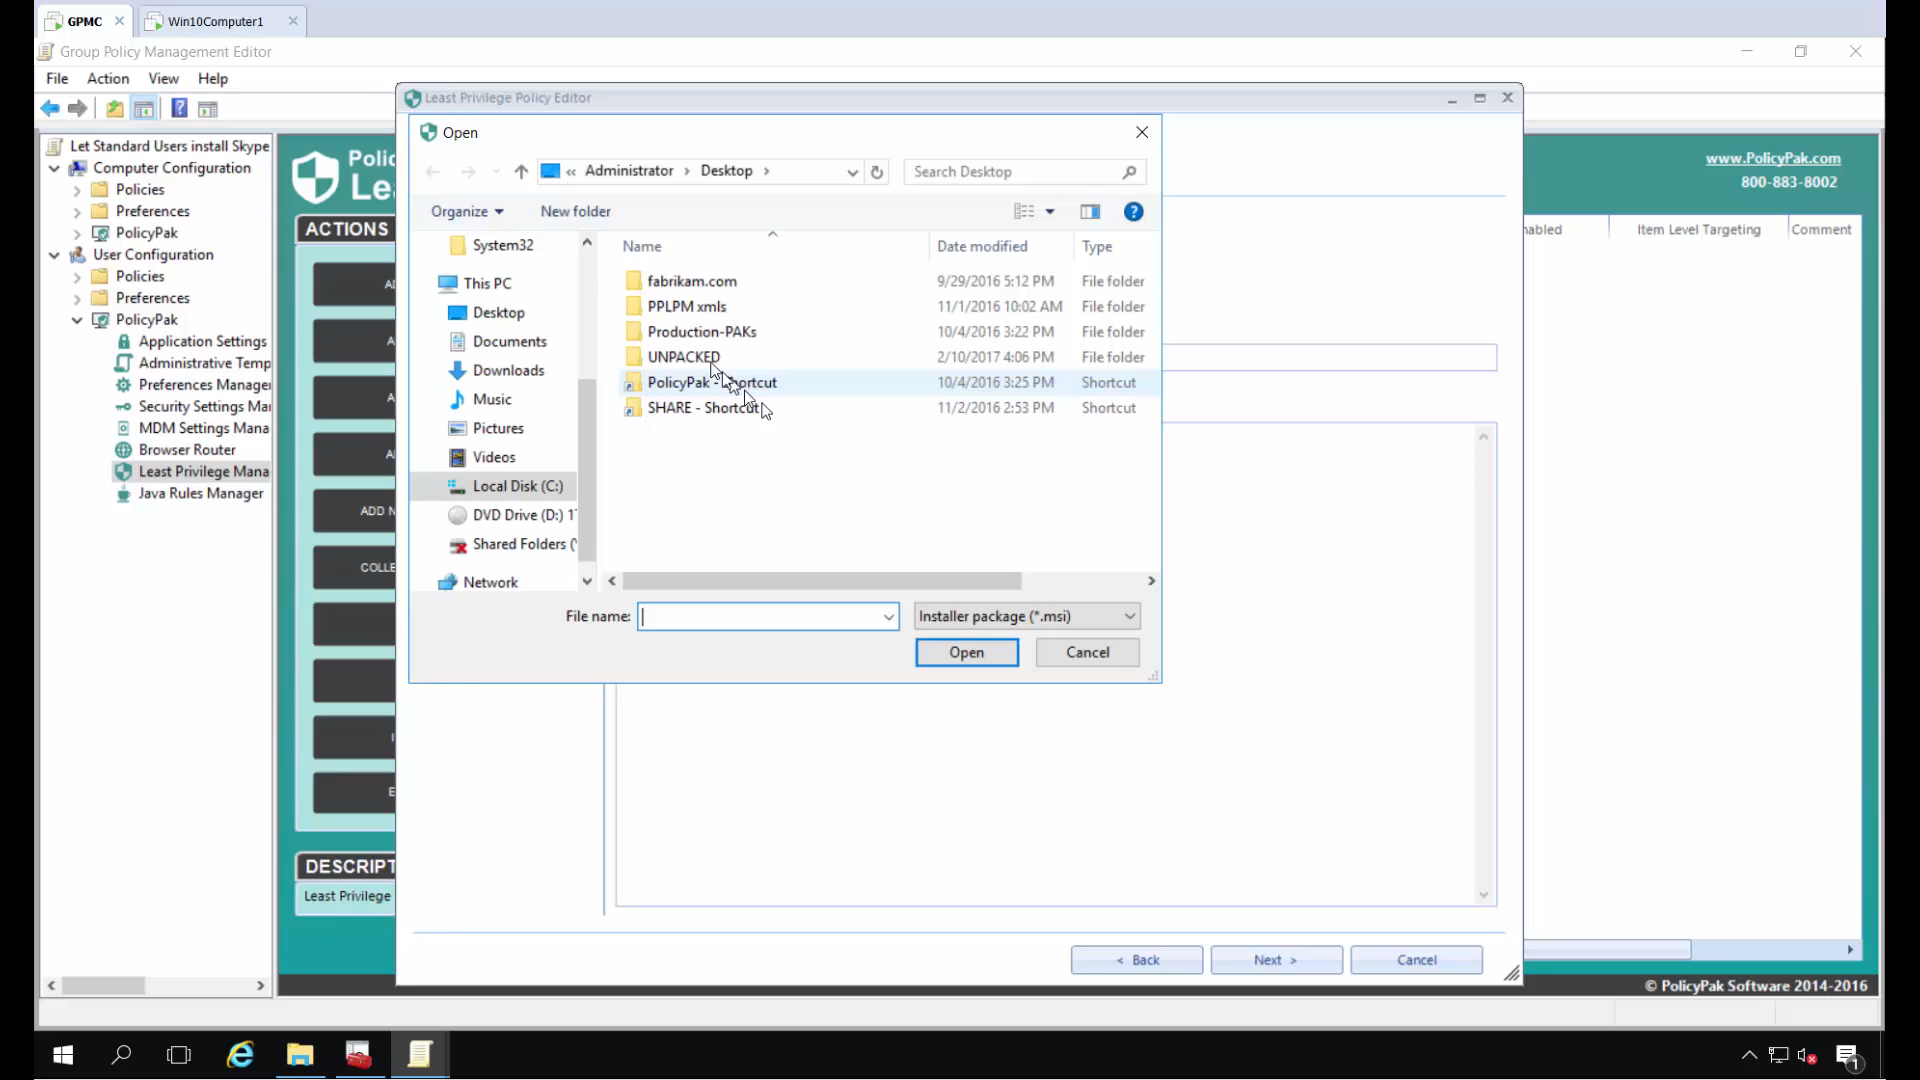 GPMC
Win10Computer1
Group Policy Management Editor
File Action View Help
Let Standard Users install Skype
Computer Configuration
Policies
Preferences
PolicyPak
User Configuration
Policies
Preferences
PolicyPak
Application Settings
Administrative Temp
Preferences Manage
Security Settings Ma
MDM Settings Mana
Browser Router
Least Privilege Mana
Java Rules Manager
Polic
Le
ACTIONS
ADD N
COLLE
DESCRIPT
Least Privilege
www.PolicyPak.com
800-883-8002
abled
Item Level Targeting
Comment
© PolicyPak Software 2014-2016
Least Privilege Policy Editor
Open
« Administrator › Desktop ›
Search Desktop
Organize
New folder
System32
This PC
Desktop
Documents
Downloads
Music
Pictures
Videos
Local Disk (C:)
DVD Drive (D:) 1
Shared Folders (
Network
Name Date modified Type
fabrikam.com 9/29/2016 5:12 PM File folder
PPLPM xmls 11/1/2016 10:02 AM File folder
Production-PAKs 10/4/2016 3:22 PM File folder
UNPACKED 2/10/2017 4:06 PM File folder
PolicyPak - Shortcut 10/4/2016 3:25 PM Shortcut
SHARE - Shortcut 11/2/2016 2:53 PM Shortcut
File name:
Installer package (*.msi)
Open
Cancel
< Back
Next >
Cancel
1